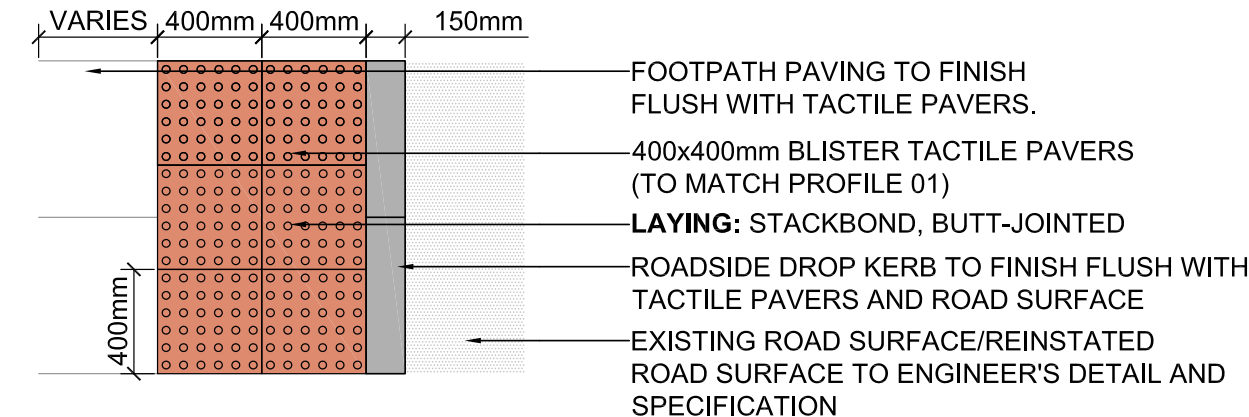 VARIES 400mm 400mm 150mm
FOOTPATH PAVING TO FINISH
FLUSH WITH TACTILE PAVERS.
400x400mm BLISTER TACTILE PAVERS
(TO MATCH PROFILE 01)
LAYING: STACKBOND, BUTT-JOINTED
ROADSIDE DROP KERB TO FINISH FLUSH WITH
TACTILE PAVERS AND ROAD SURFACE
400mm
EXISTING ROAD SURFACE/REINSTATED
ROAD SURFACE TO ENGINEER'S DETAIL AND
SPECIFICATION